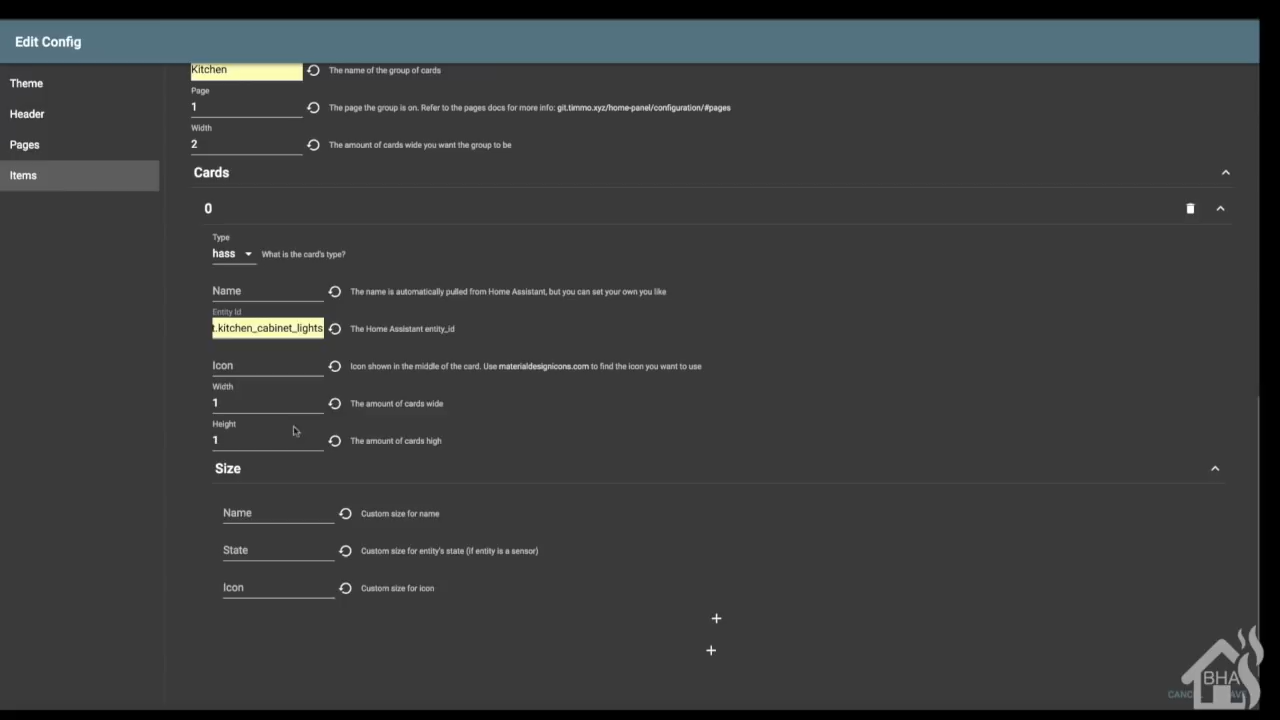 Edit Config
Theme
Header
Pages
Items
Kitchen
The name of the group of cards
Page
1
The page the group is on. Refer to the pages docs for more info: git.timmo.xyz/home-panel/configuration/#pages
Width
2
The amount of cards wide you want the group to be
Cards
0
Type
hass
What is the card's type?
Name
The name is automatically pulled from Home Assistant, but you can set your own you like
Entity Id
t.kitchen_cabinet_lights
The Home Assistant entity_id
Icon
Icon shown in the middle of the card. Use materialdesignicons.com to find the icon you want to use
Width
1
The amount of cards wide
Height
1
The amount of cards high
Size
Name
Custom size for name
State
Custom size for entity's state (If entity is a sensor)
Icon
Custom size for icon
+
+
BHA